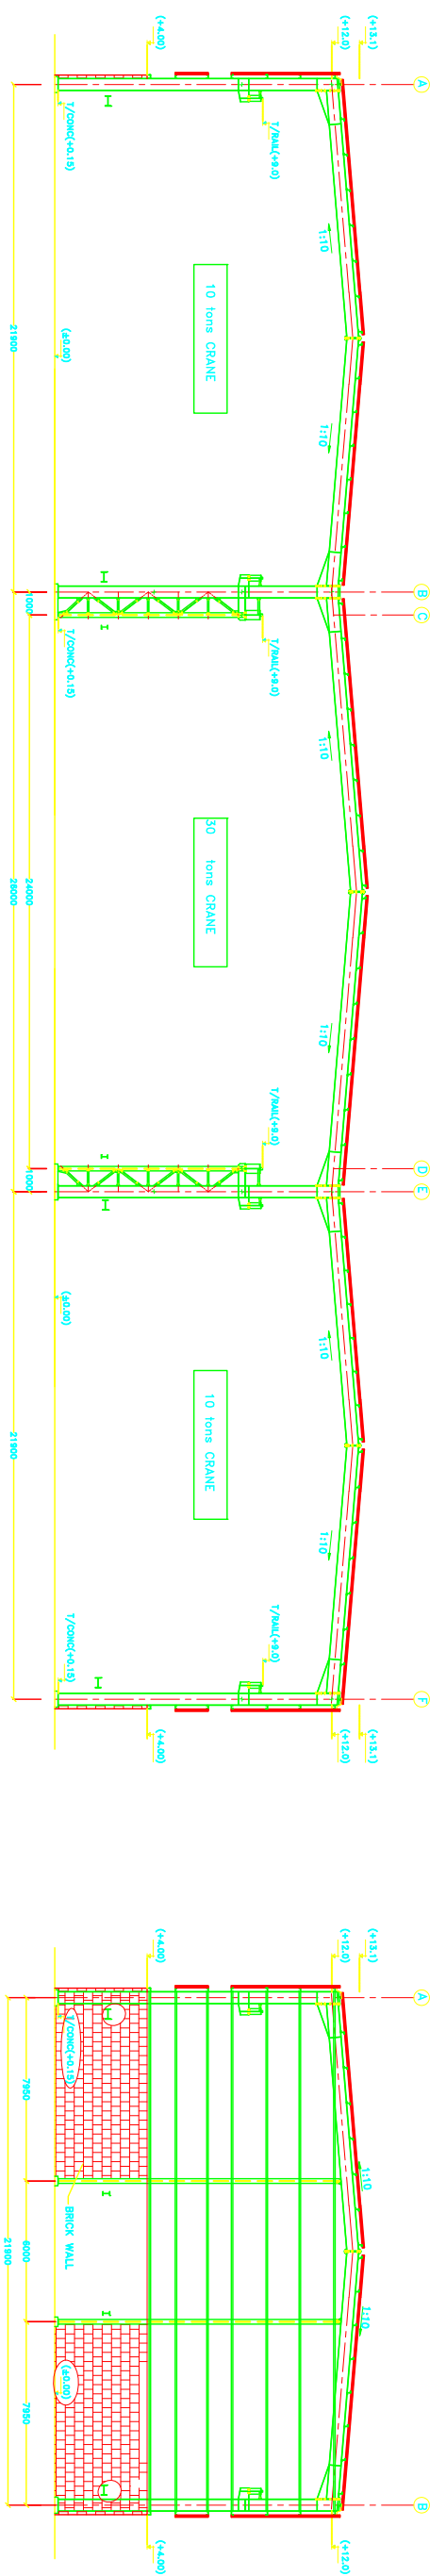 A
B
C
D
E
F
(+13.1)
(+13.1)
(+12.0)
(+12.0)
1:10
1:10
1:10
1:10
1:10
1:10
T/RAIL(+9.0)
T/RAIL(+9.0)
T/RAIL(+9.0)
T/RAIL(+9.0)
10 tons CRANE
30 tons CRANE
10 tons CRANE
(+4.00)
(+4.00)
T/CONC(+0.15)
T/CONC(+0.15)
T/CONC(+0.15)
(±0.00)
(±0.00)
1000
24000
1000
21900
26000
21900
A
B
(+13.1)
(+12.0)
(+12.0)
1:10
1:10
(+4.00)
(+4.00)
T/CONC(+0.15)
BRICK WALL
(±0.00)
7950
6000
7950
21900